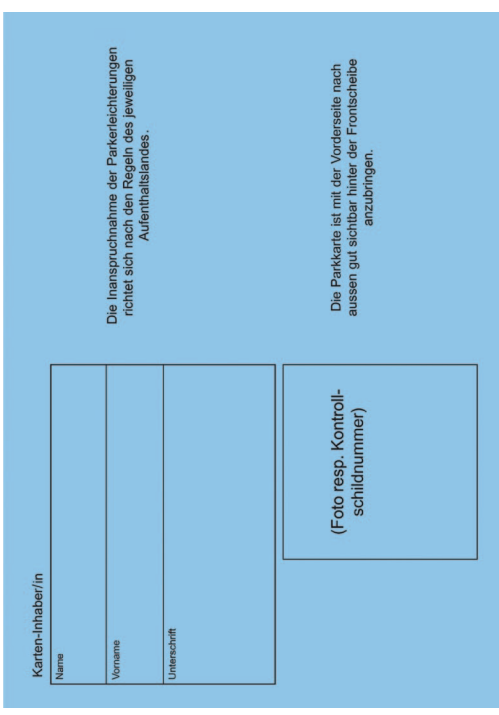 Karten-Inhaber/in
Name
Vorname
Unterschrift
(Foto resp. Kontroll-
schildnummer)
Die Inanspruchnahme der Parkerleichterungen
richtet sich nach den Regeln des jeweiligen
Aufenthaltslandes.
Die Parkkarte ist mit der Vorderseite nach
aussen gut sichtbar hinter der Frontscheibe
anzubringen.